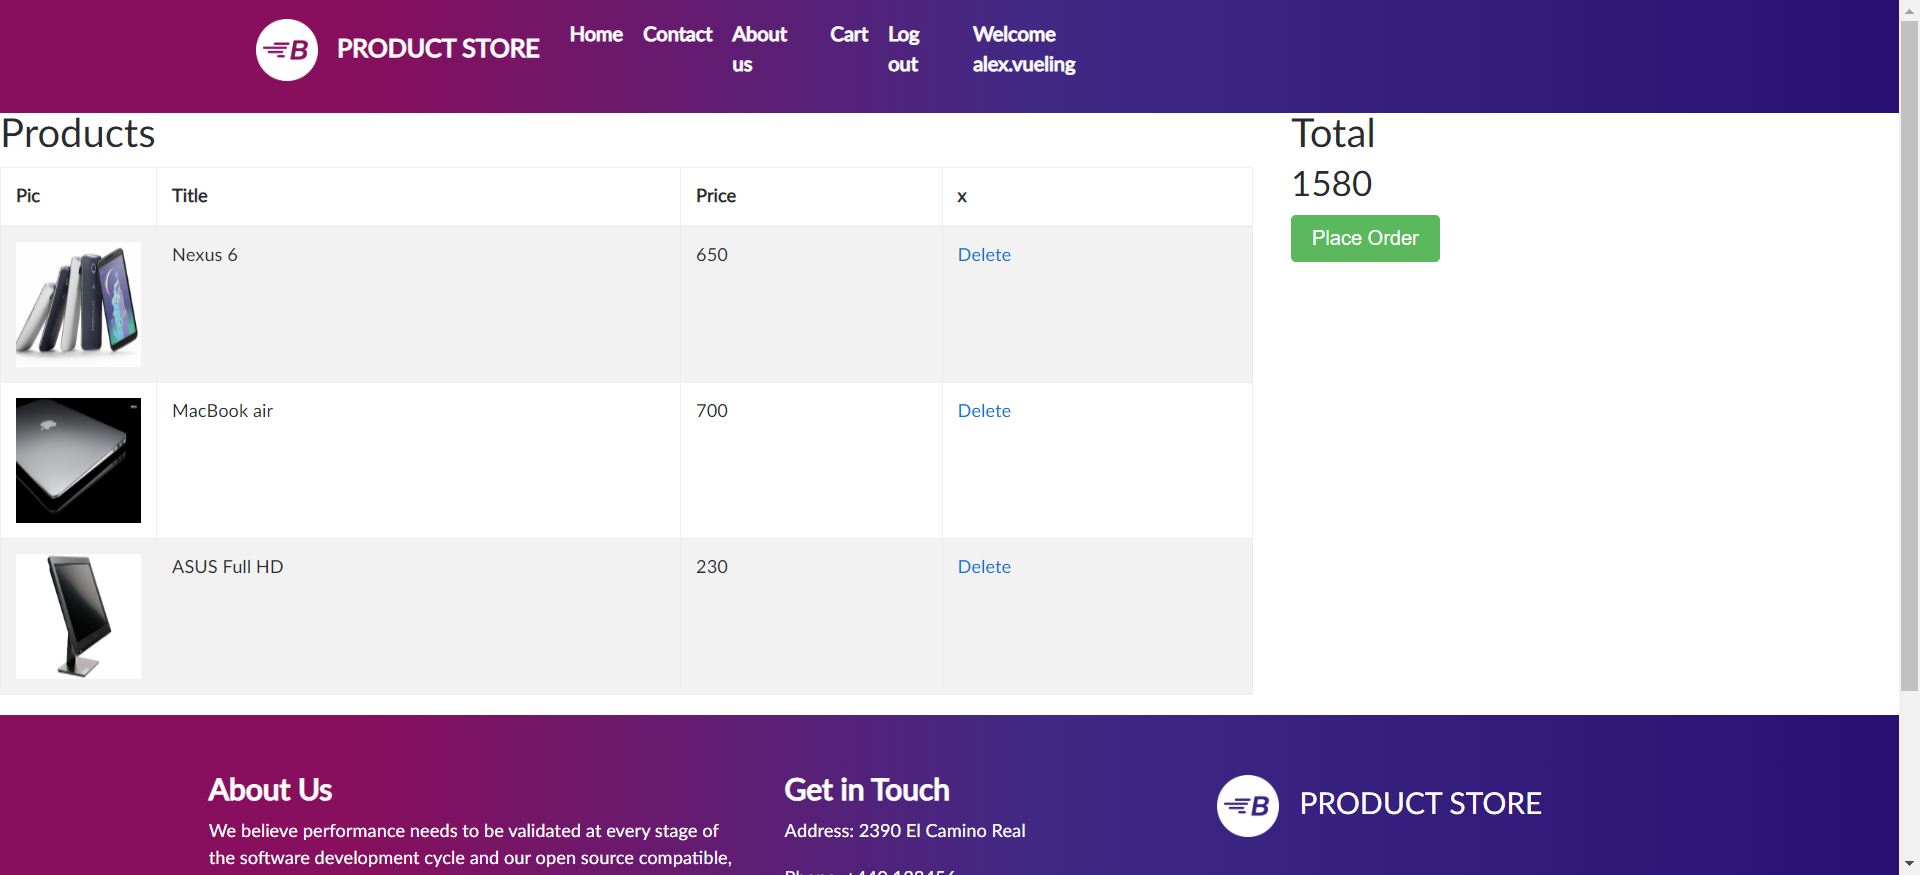 B PRODUCT STORE Home Contact About us Cart Log out Welcome alex.vueling
Products
Total
1580
Place Order
Pic Title Price x
Nexus 6 650 Delete
MacBook air 700 Delete
ASUS Full HD 230 Delete
About Us
We believe performance needs to be validated at every stage of
the software development cycle and our open source compatible,
Get in Touch
Address: 2390 El Camino Real
B PRODUCT STORE